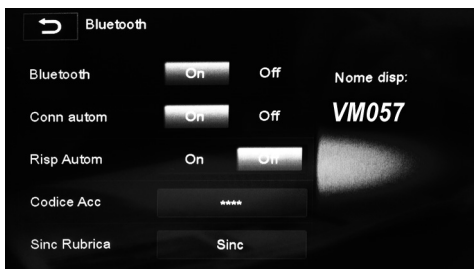 Bluetooth
Bluetooth On Off
Nome disp:
Conn autom On Off
VM057
Risp Autom On Off
Codice Acc ****
Sinc Rubrica Sinc